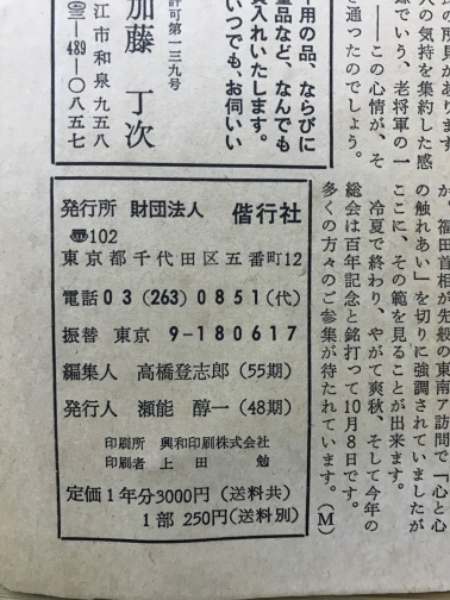 の所見があります
人の気持を集約した感
喙でいう、老将軍の一
――この心情が、そ
を通ったのでしょう。
用の品、ならびに
品など、なんでも
入れいたします。
いつでも、お伺いい
許可第一三九号
加藤 丁次
江市和泉九五八
489―〇八五七
が、福田首相が先般の東南ア訪問で「心と心
の触れあい」を切りに強調されていましたが
ここに、その範を見ることが出来ます。
冷夏で終わり、やがて爽秋、そして今年の
総会は百年記念と銘打って10月8日です。
多くの方々のご参集が待たれています。(M)
発行所 財団法人 偕行社
〠102
東京都千代田区五番町12
電話03(263)0851(代)
振替 東京 9-180617
編集人 高橋登志郎(55期)
発行人 瀬能 醇一(48期)
印刷所 興和印刷株式会社
印刷者 上田 勉
定価1年分3000円(送料共)
1部 250円(送料別)